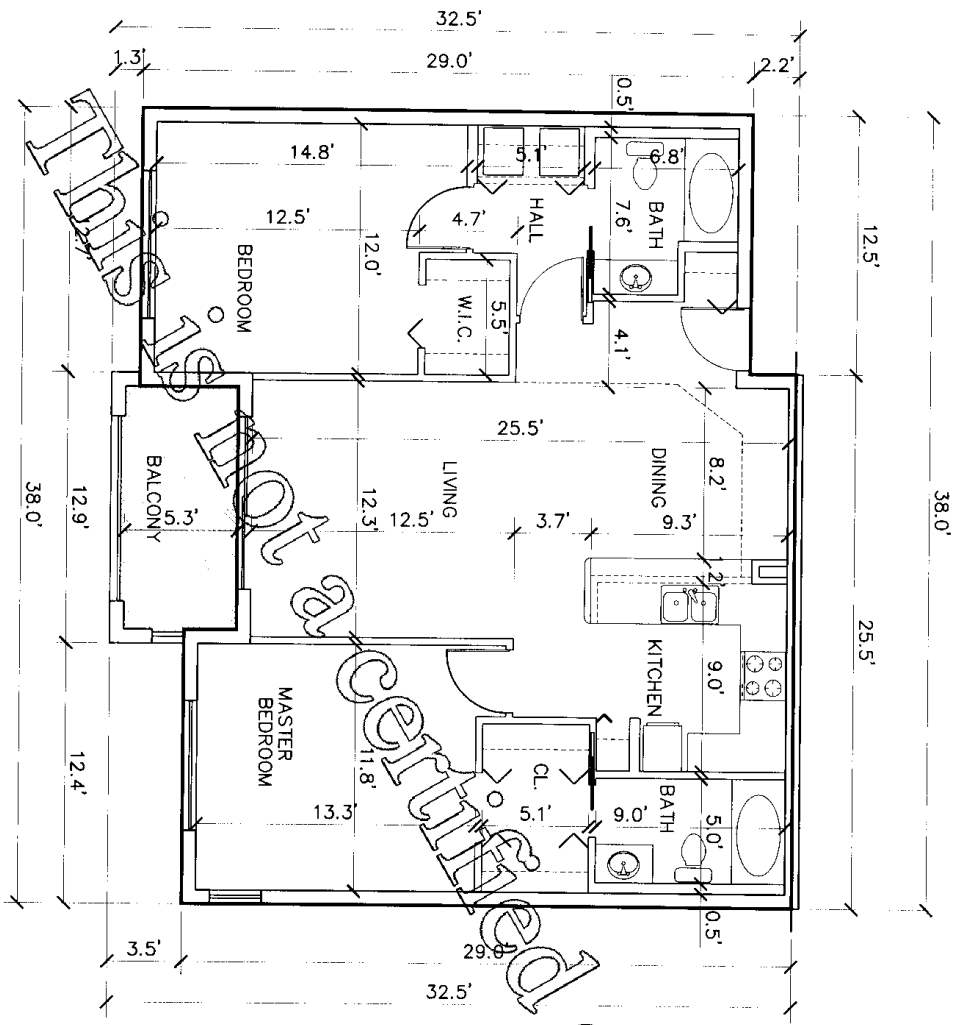 32.5'
1.3'
29.0'
2.2'
0.5'
14.8'
5.1'
6.8'
12.5'
4.7'
HALL
7.6'
BATH
12.0'
BEDROOM
W.I.C.
5.5'
4.1'
12.5'
38.0'
25.5'
8.2'
DINING
LIVING
BALCONY
5.3'
12.3'
12.5'
3.7'
9.3'
1.2'
12.9'
38.0'
KITCHEN
9.0'
25.5'
MASTER
BEDROOM
11.8'
CL.
12.4'
13.3'
5.1'
9.0'
BATH
5.0'
0.5'
3.5'
29.0'
32.5'
This is not a certified